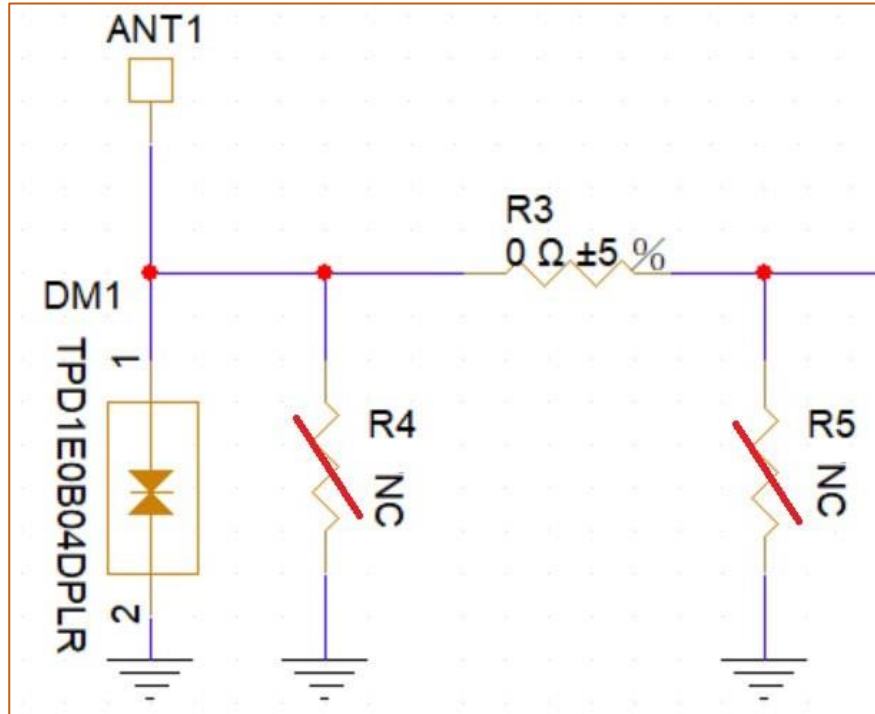 ANT1
R3
0 Ω ±5 %
DM1
1
TPD1E0B04DPLR
2
R4
NC
R5
NC